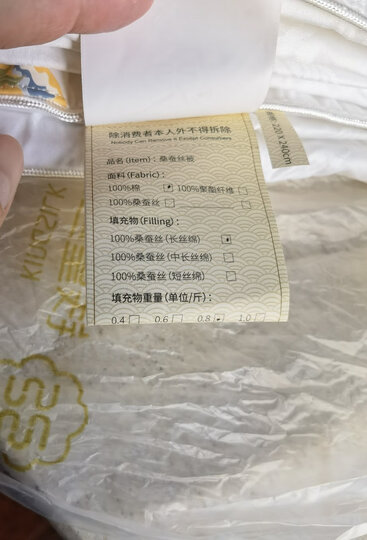 除消费者本人外不得拆除
Nobody Can Remove It Except Consumers
品名(Item)：桑蚕丝被
面料(Fabric)：
100%棉 100%聚酯纤维
100%桑蚕丝
填充物(Filling)：
100%桑蚕丝(长丝绵)
100%桑蚕丝(中长丝绵)
100%桑蚕丝(短丝绵)
填充物重量(单位/斤)：
0.4 0.6 0.8 1.0
220×240cm